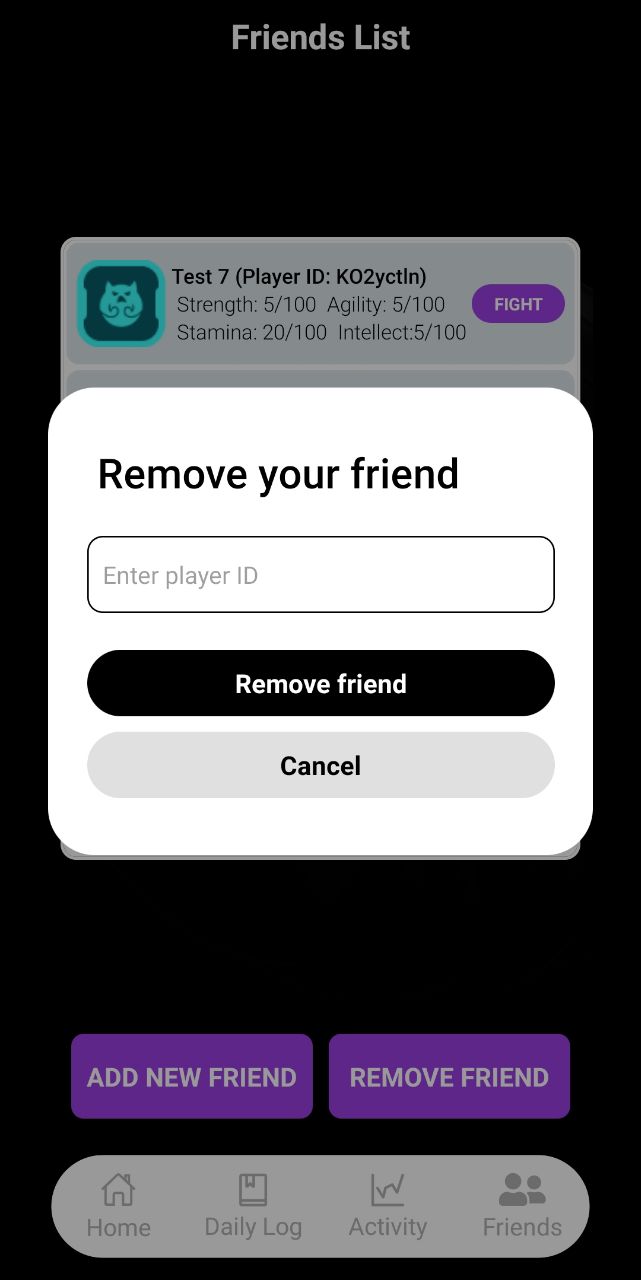 Friends List
Test 7 (Player ID: KO2yctln)
Strength: 5/100 Agility: 5/100
FIGHT
Stamina: 20/100 Intellect:5/100
Remove your friend
Enter player ID
Remove friend
Cancel
ADD NEW FRIEND
REMOVE FRIEND
Home
Daily Log
Activity
Friends